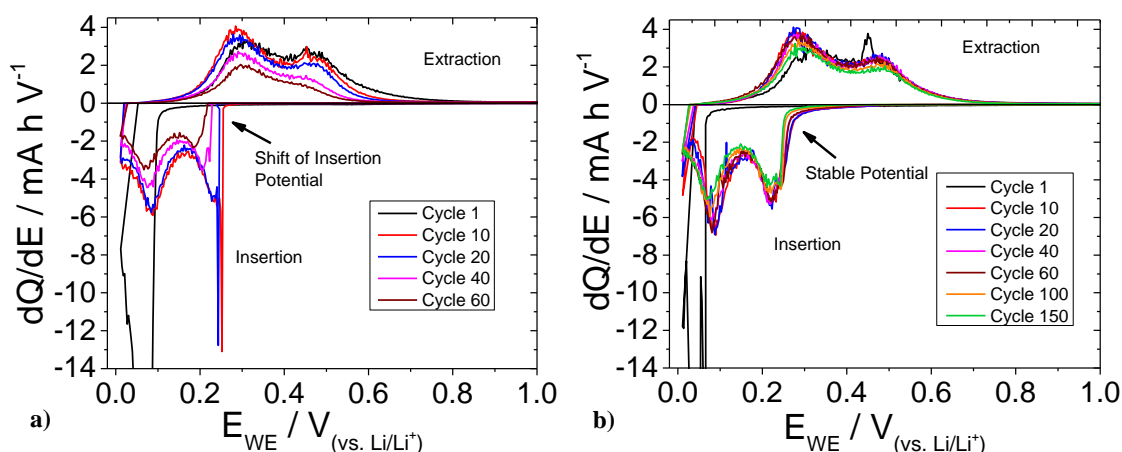 4
2
0
-2
-4
-6
-8
-10
-12
-14
dQ/dE / mA h V⁻¹
Extraction
Shift of Insertion
Potential
Insertion
Cycle 1
Cycle 10
Cycle 20
Cycle 40
Cycle 60
0.0 0.2 0.4 0.6 0.8 1.0
a)
E_WE / V_(vs. Li/Li⁺)
4
2
0
-2
-4
-6
-8
-10
-12
-14
dQ/dE / mA h V⁻¹
Extraction
Stable Potential
Insertion
Cycle 1
Cycle 10
Cycle 20
Cycle 40
Cycle 60
Cycle 100
Cycle 150
0.0 0.2 0.4 0.6 0.8 1.0
b)
E_WE / V_(vs. Li/Li⁺)